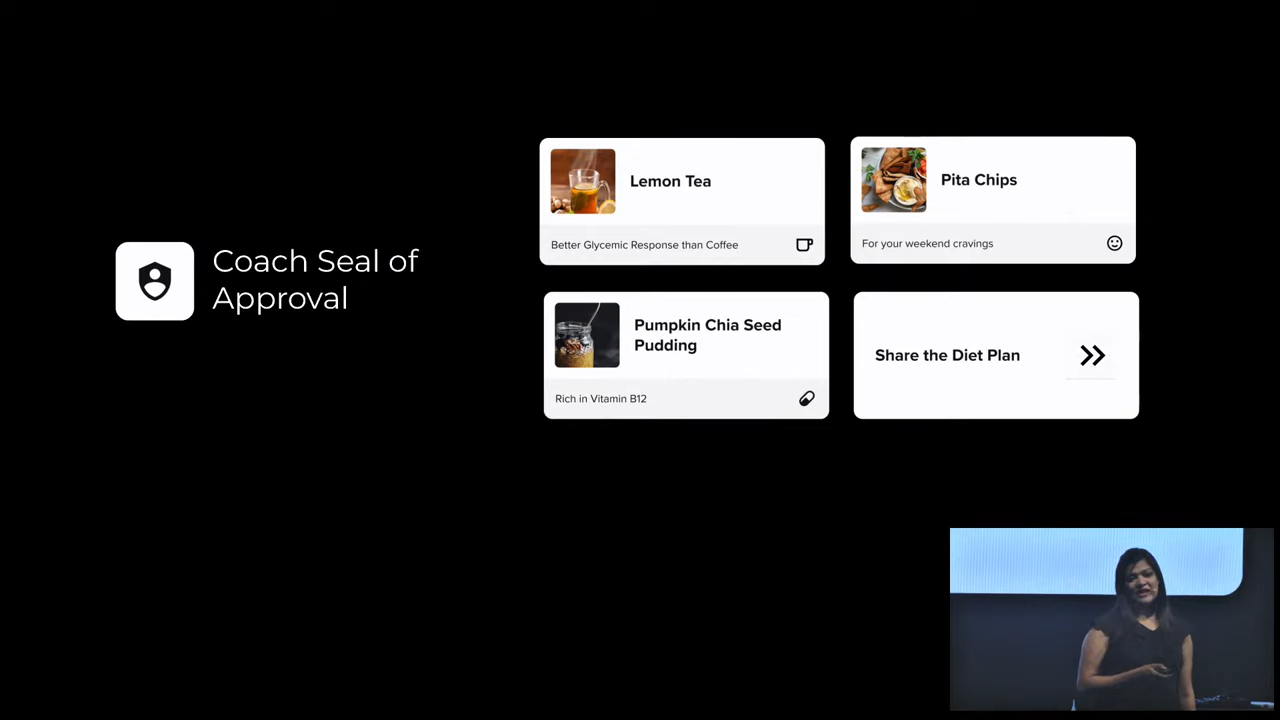 Coach Seal of
Approval
Lemon Tea
Better Glycemic Response than Coffee
Pita Chips
For your weekend cravings
Pumpkin Chia Seed
Pudding
Rich in Vitamin B12
Share the Diet Plan